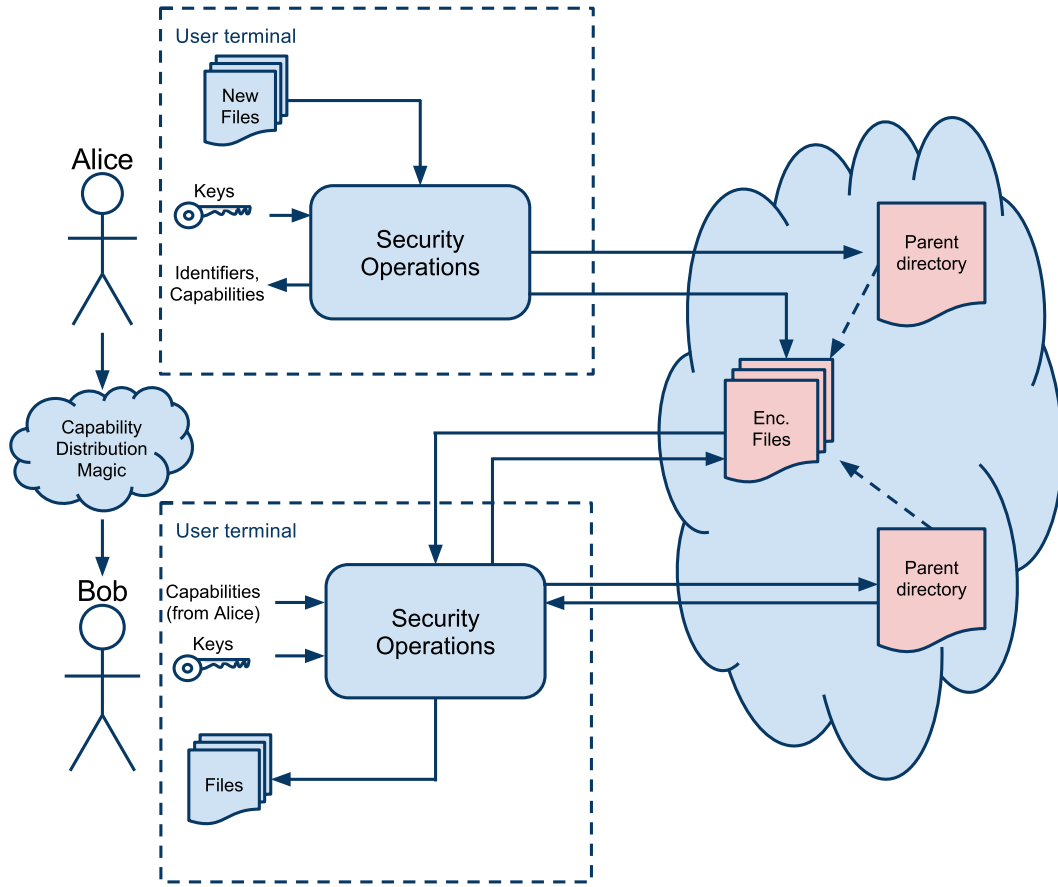 User terminal
New
Files
Alice
Keys
Security
Operations
Identifiers,
Capabilities
Parent
directory
Capability
Distribution
Magic
Enc.
Files
User terminal
Bob
Capabilities
(from Alice)
Keys
Security
Operations
Parent
directory
Files